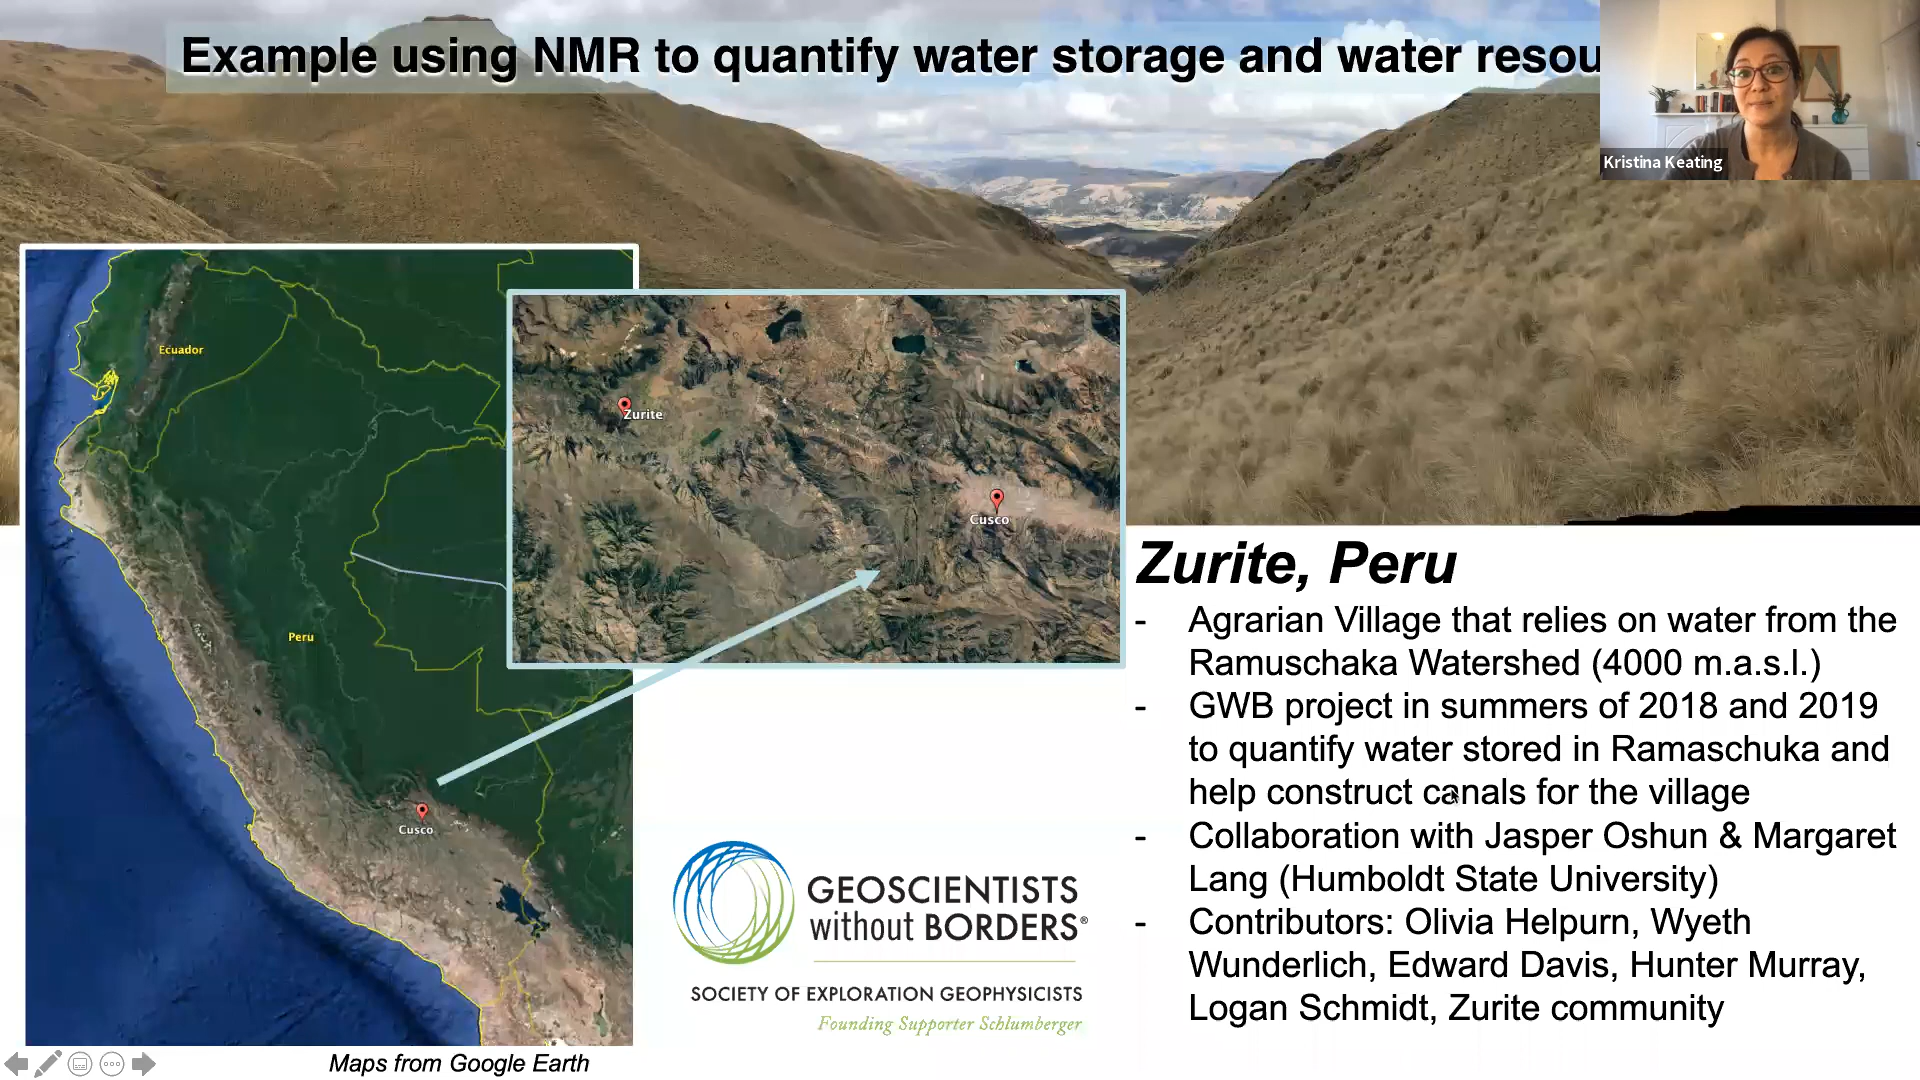 Example using NMR to quantify water storage and water resou
Kristina Keating
Ecuador
Peru
Cusco
Zurite
Cusco
Zurite, Peru
- Agrarian Village that relies on water from the
Ramuschaka Watershed (4000 m.a.s.l.)
- GWB project in summers of 2018 and 2019
to quantify water stored in Ramaschuka and
help construct canals for the village
- Collaboration with Jasper Oshun & Margaret
Lang (Humboldt State University)
- Contributors: Olivia Helpurn, Wyeth
Wunderlich, Edward Davis, Hunter Murray,
Logan Schmidt, Zurite community
GEOSCIENTISTS
without BORDERS®
SOCIETY OF EXPLORATION GEOPHYSICISTS
Founding Supporter Schlumberger
Maps from Google Earth